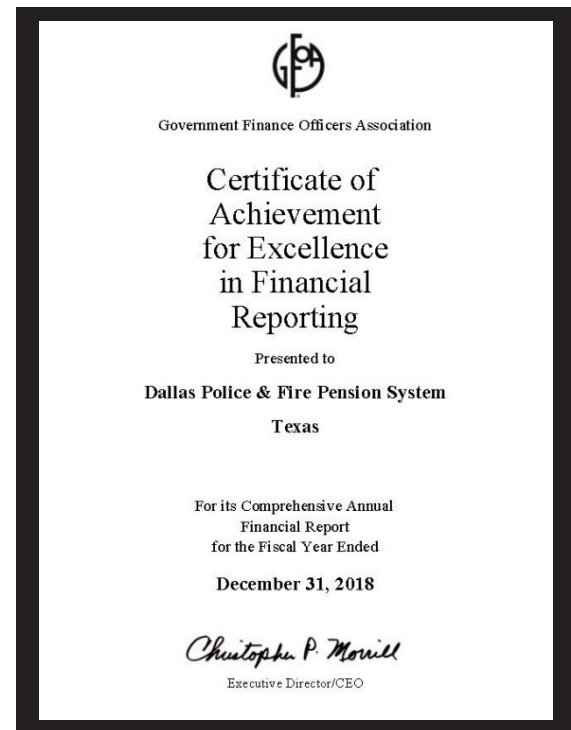 GFOA
Government Finance Officers Association
Certificate of
Achievement
for Excellence
in Financial
Reporting
Presented to
Dallas Police & Fire Pension System
Texas
For its Comprehensive Annual
Financial Report
for the Fiscal Year Ended
December 31, 2018
Christopher P. Morrill
Executive Director/CEO